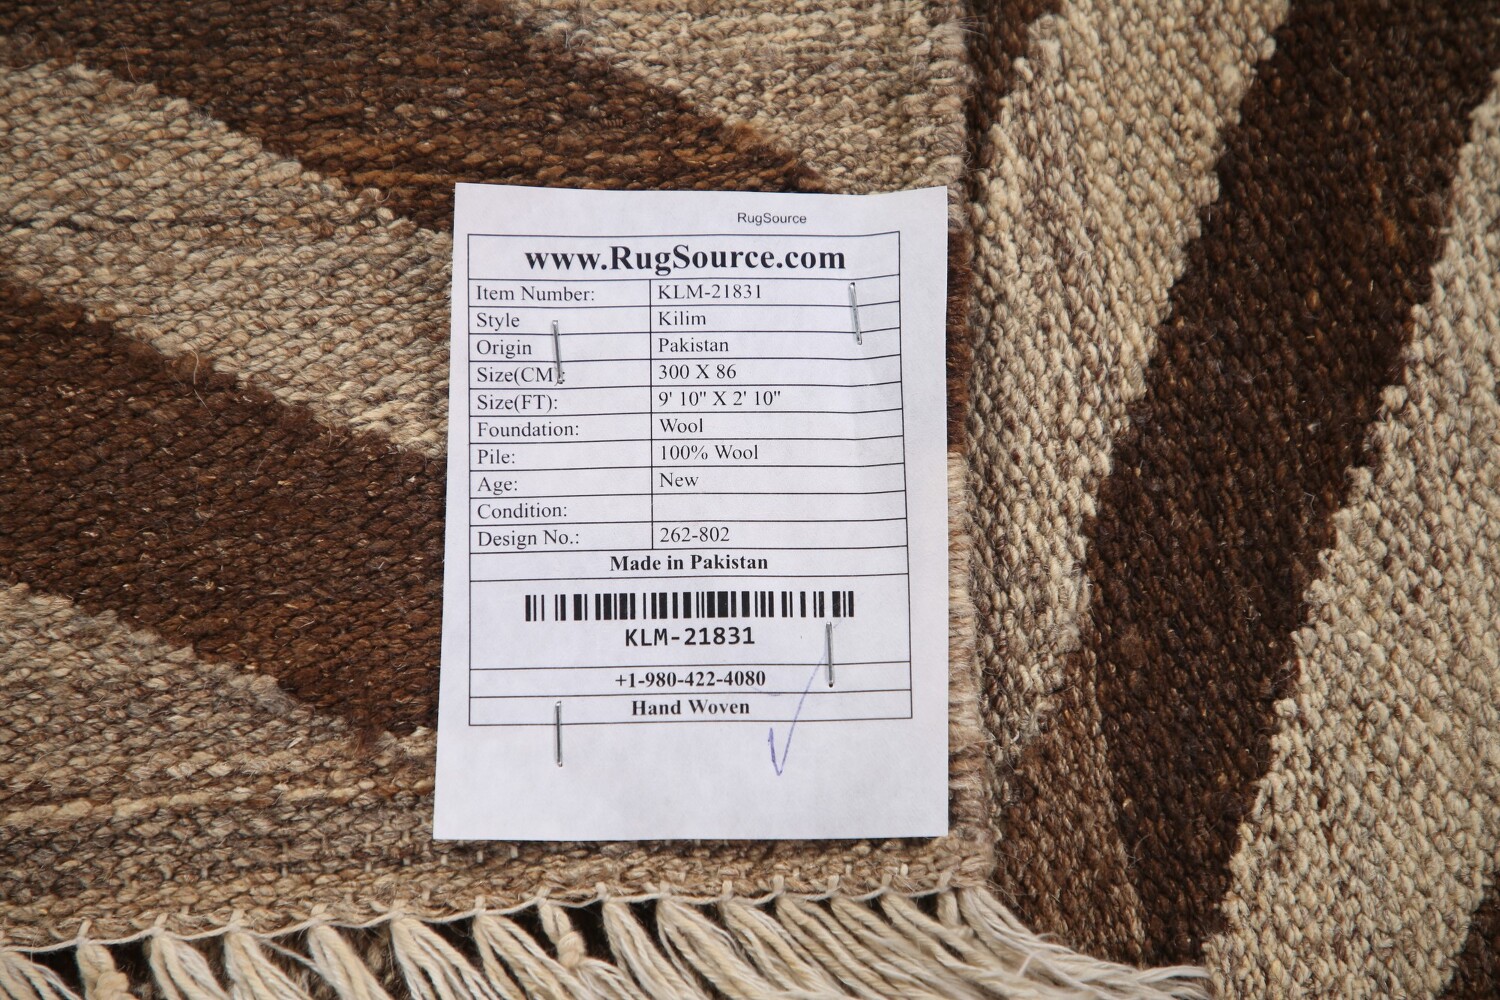 RugSource
www.RugSource.com
Item Number: KLM-21831
Style Kilim
Origin Pakistan
Size(CM): 300 X 86
Size(FT): 9' 10" X 2' 10"
Foundation: Wool
Pile: 100% Wool
Age: New
Condition:
Design No.: 262-802
Made in Pakistan
KLM-21831
+1-980-422-4080
Hand Woven